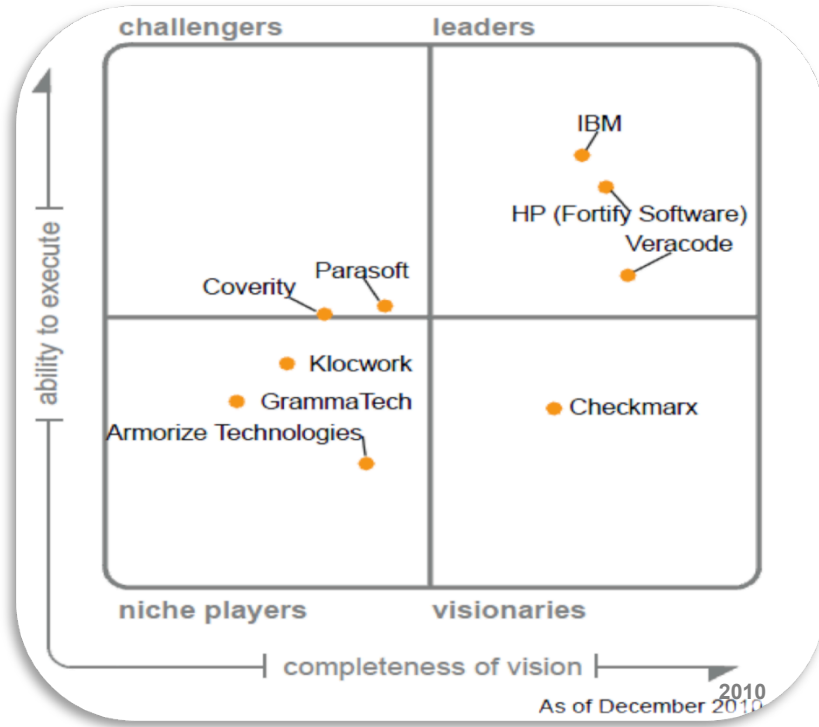 challengers
leaders
IBM
HP (Fortify Software)
Veracode
Parasoft
Coverity
Klocwork
GrammaTech
Armorize Technologies
Checkmarx
ability to execute
niche players
visionaries
completeness of vision
2010
As of December 2010